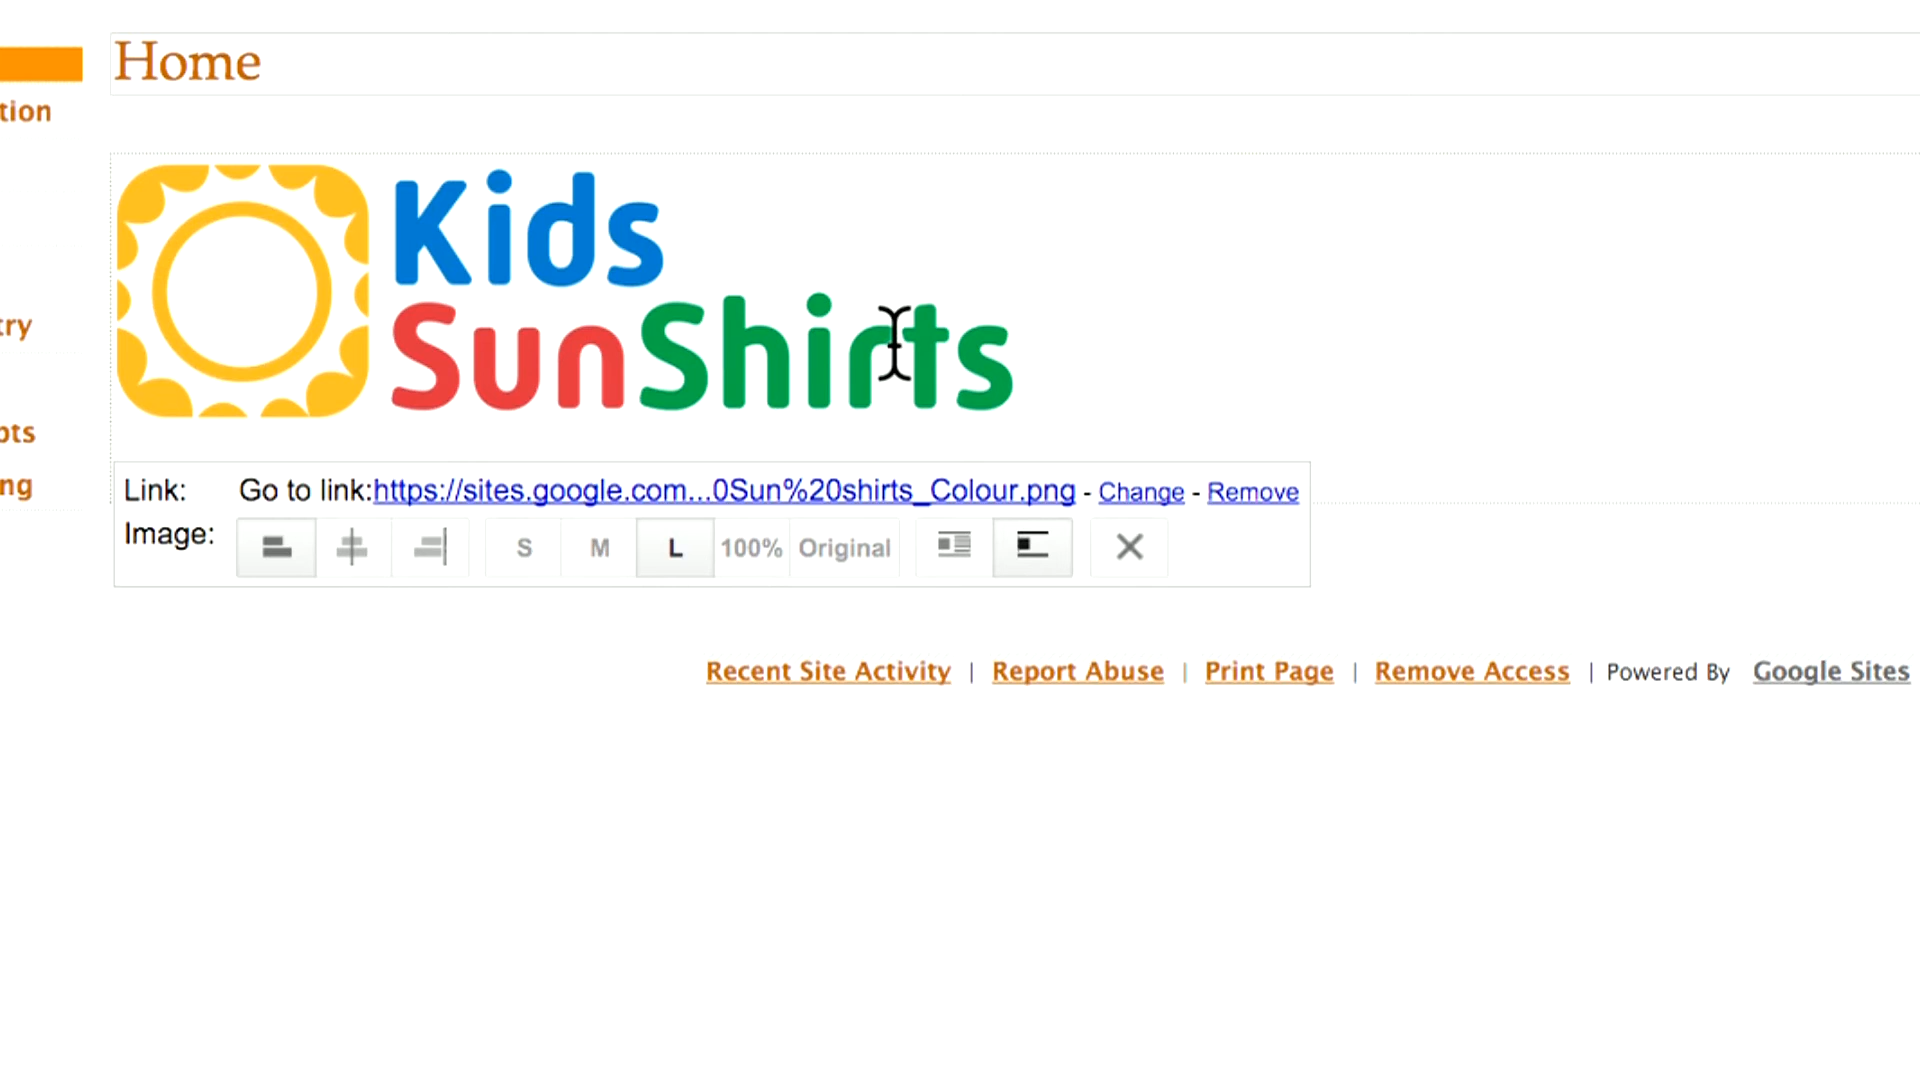 Home
tion
Kids
SunShirts
try
pts
ng
Link: Go to link:https://sites.google.com...0Sun%20shirts_Colour.png - Change - Remove
Image: S M L 100% Original
Recent Site Activity | Report Abuse | Print Page | Remove Access | Powered By Google Sites